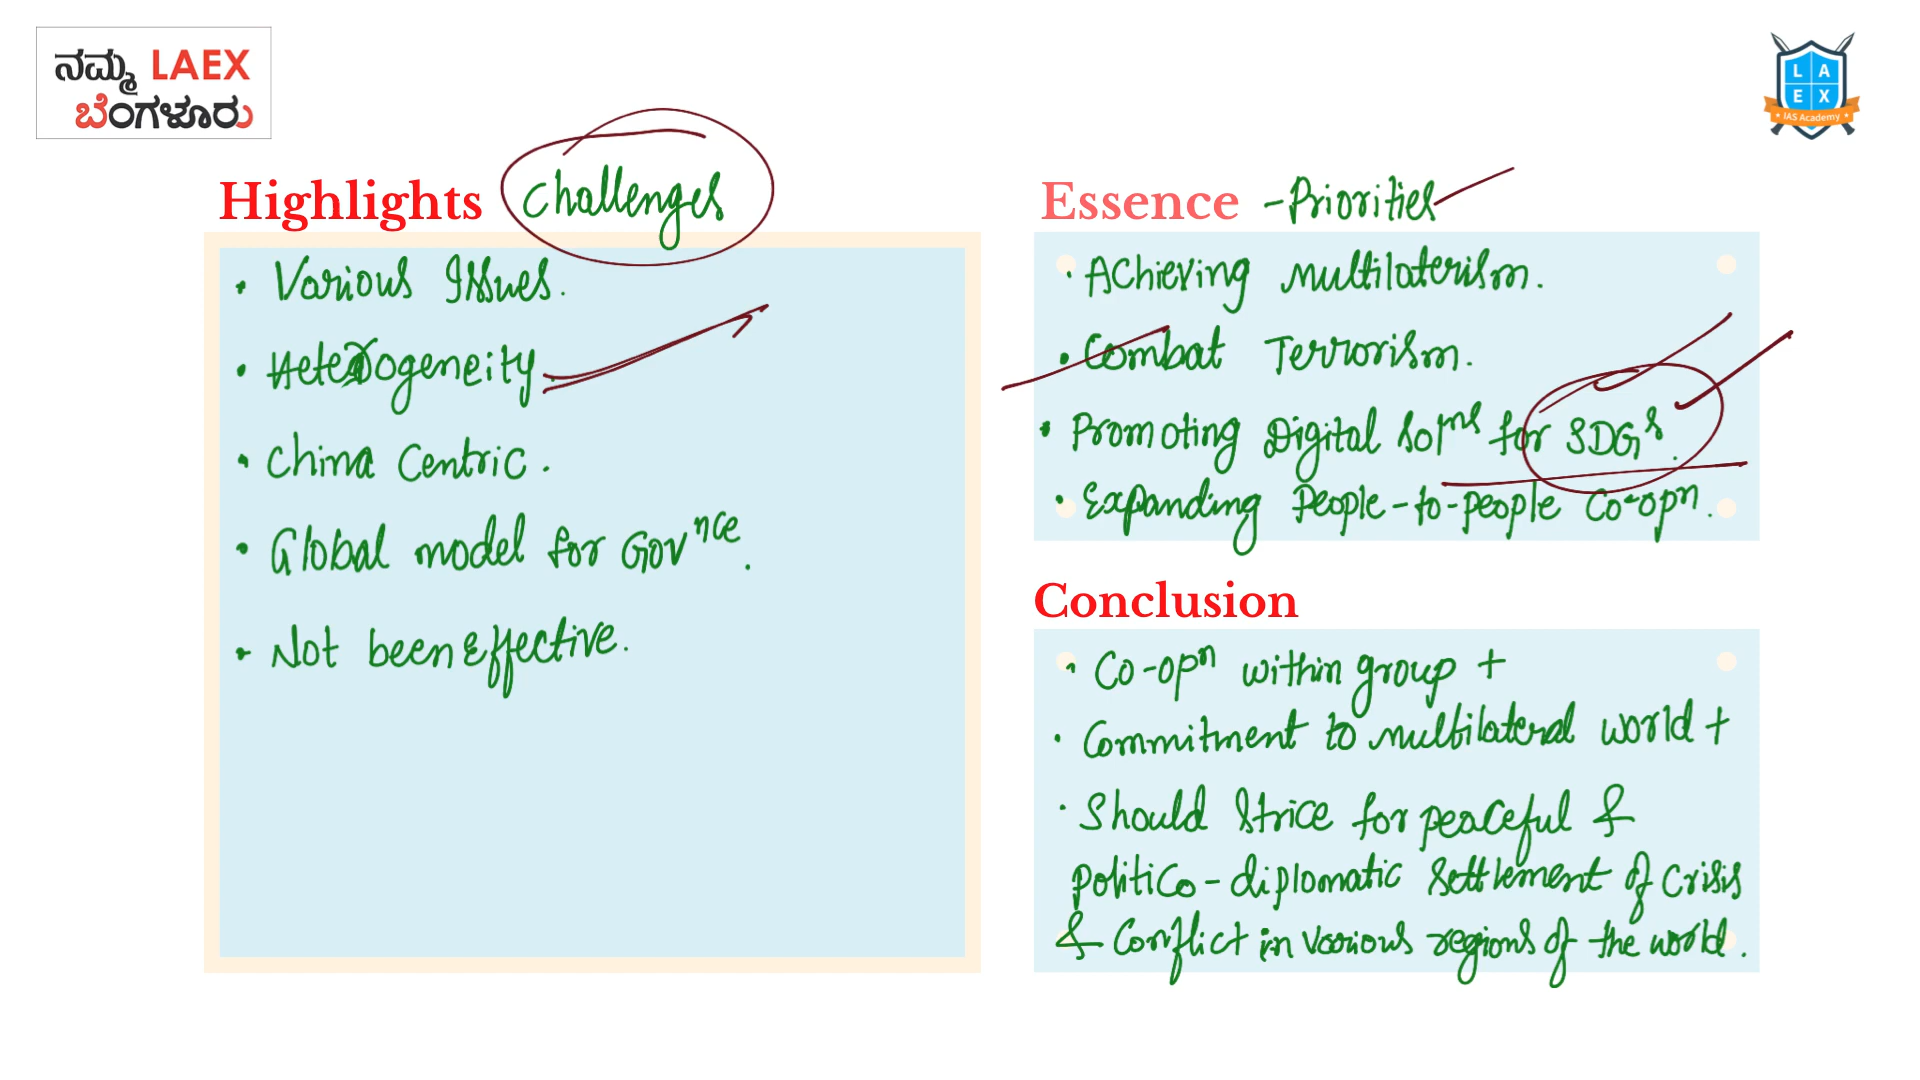 ನಮ್ಮ LAEX
ಬೆಂಗಳೂರು
L A
E X
IAS Academy
Highlights Challenges
• Various Issues.
• Heterogeneity.
• China Centric.
• Global model for Govnce.
• Not been Effective.
Essence - Priorities
• Achieving Multilaterism.
• Combat Terrorism.
• Promoting Digital Solns for SDGs.
• Expanding People-to-people Co-opn.
Conclusion
• Co-opn within group +
• Commitment to multilateral world +
• Should Strice for peaceful &
politico-diplomatic Settlement of Crisis
& Conflict in various regions of the world.